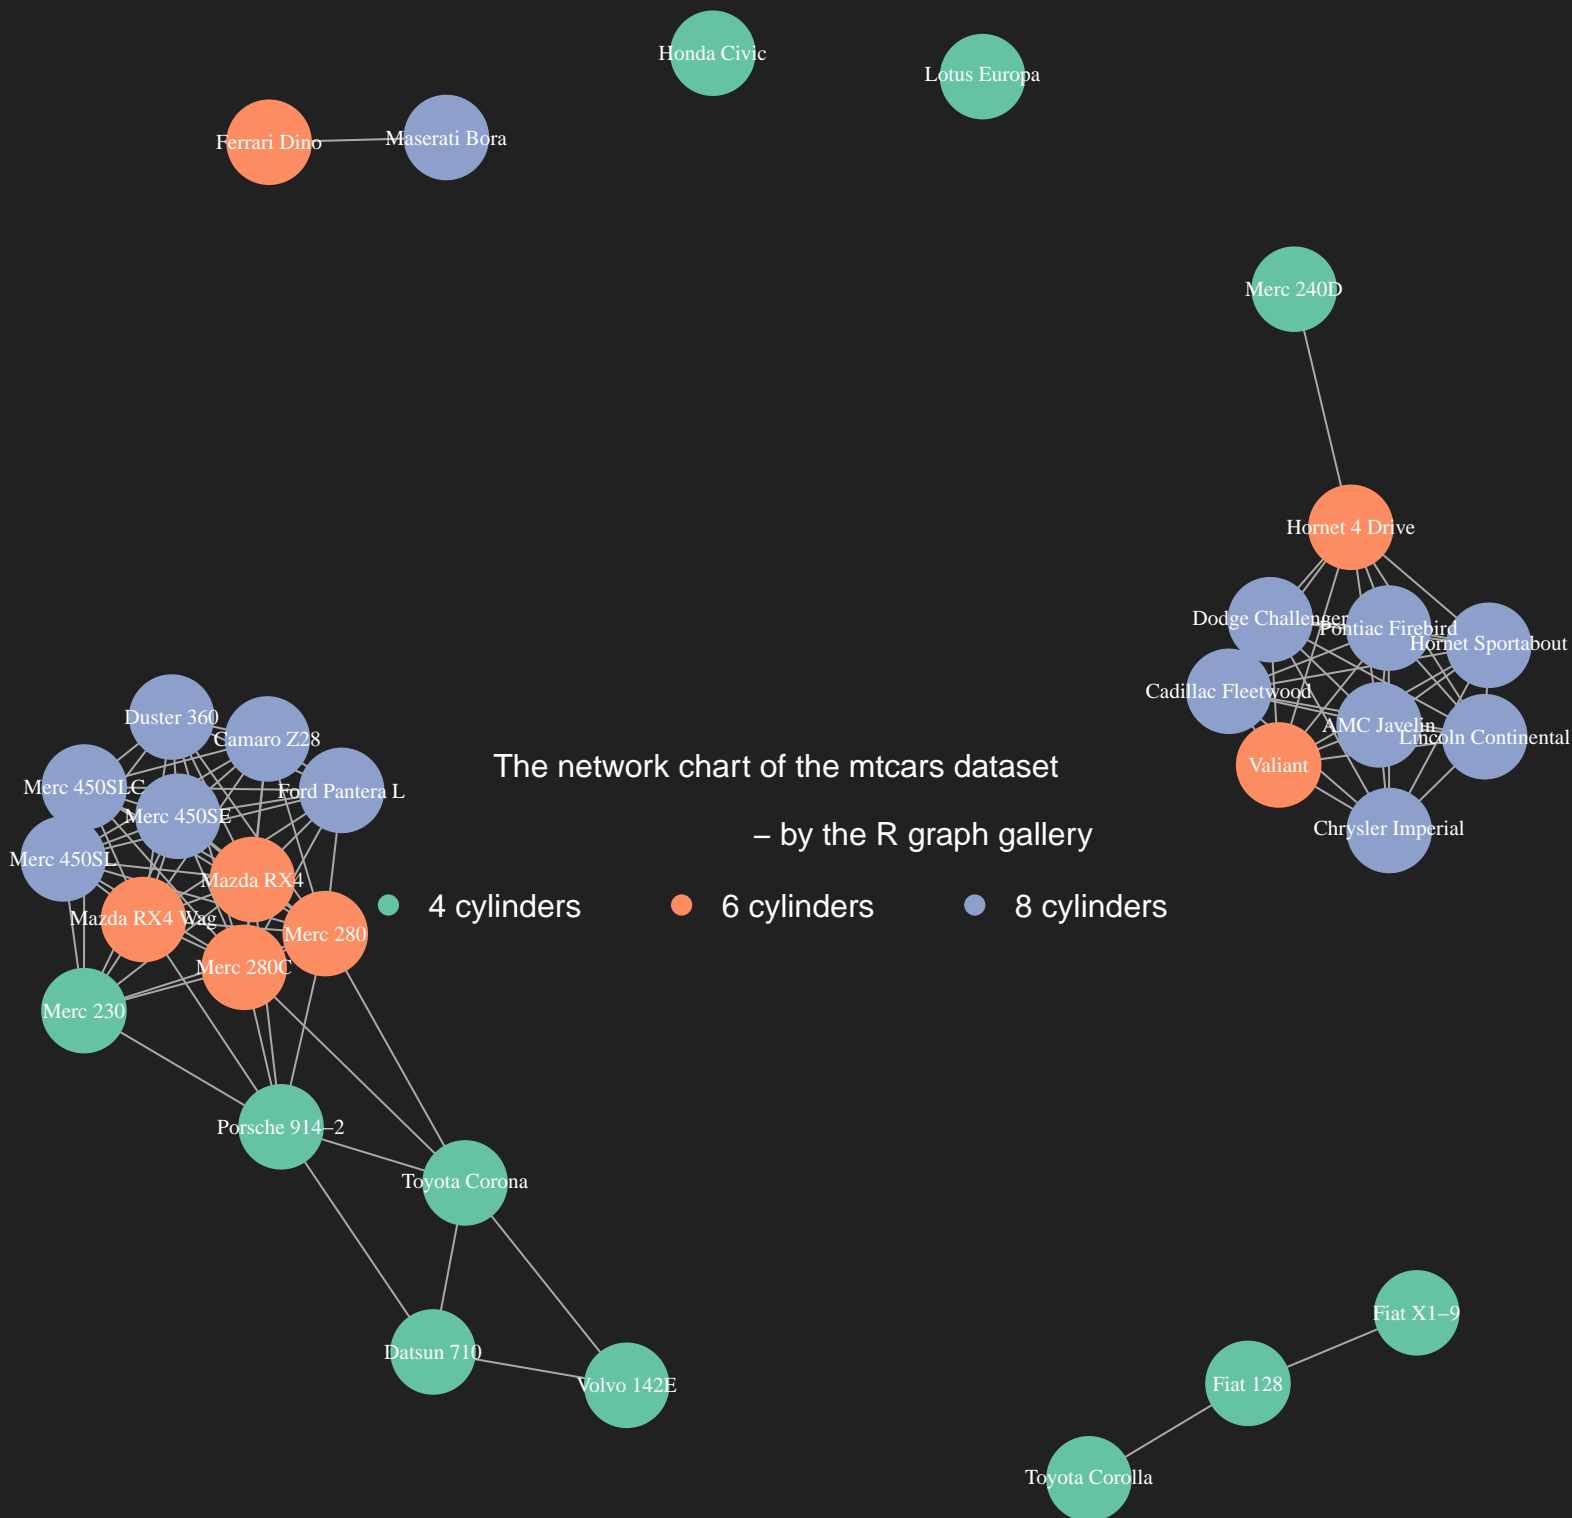 Honda Civic
Lotus Europa
Ferrari Dino
Maserati Bora
Merc 240D
Hornet 4 Drive
Dodge Challenger
Pontiac Firebird
Hornet Sportabout
Cadillac Fleetwood
AMC Javelin
Lincoln Continental
Valiant
Chrysler Imperial
Duster 360
Camaro Z28
Merc 450SLC
Ford Pantera L
Merc 450SE
Merc 450SL
Mazda RX4
Mazda RX4 Wag
Merc 280
Merc 280C
Merc 230
The network chart of the mtcars dataset
– by the R graph gallery
4 cylinders
6 cylinders
8 cylinders
Porsche 914−2
Toyota Corona
Datsun 710
Volvo 142E
Fiat X1−9
Fiat 128
Toyota Corolla